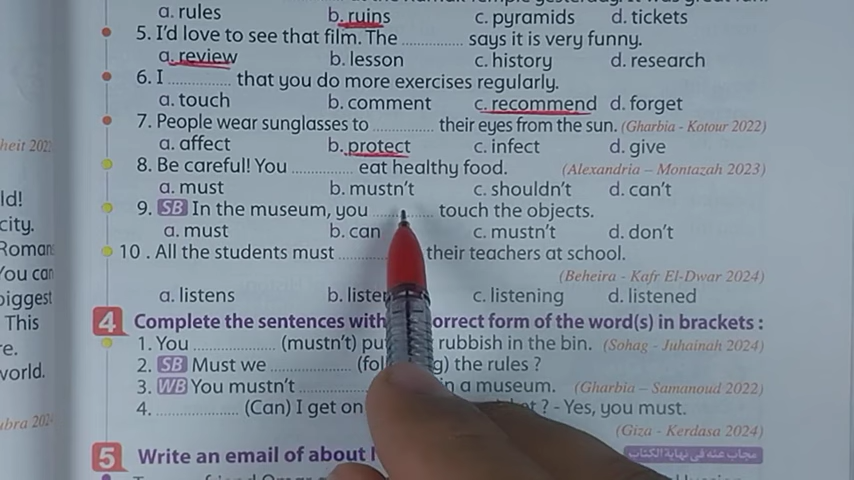 a. rules b. ruins c. pyramids d. tickets
5. I'd love to see that film. The .............. says it is very funny.
a. review b. lesson c. history d. research
6. I .............. that you do more exercises regularly.
a. touch b. comment c. recommend d. forget
7. People wear sunglasses to .............. their eyes from the sun. (Gharbia - Kotour 2022)
a. affect b. protect c. infect d. give
8. Be careful! You .............. eat healthy food. (Alexandria - Montazah 2023)
a. must b. mustn't c. shouldn't d. can't
9. SB In the museum, you .............. touch the objects.
a. must b. can c. mustn't d. don't
10 . All the students must .............. their teachers at school.
(Beheira - Kafr El-Dwar 2024)
a. listens c. listening d. listened
4 Complete the sentences with correct form of the word(s) in brackets :
1. You .............. (mustn't) rubbish in the bin. (Sohag - Juhainah 2024)
2. SB Must we .............. the rules ?
3. WB You mustn't .............. in a museum. (Gharbia - Samanoud 2022)
4. .............. (Can) I get on ? - Yes, you must.
(Giza - Kerdasa 2024)
5 Write an email of about
مجاب عنه في نهاية الكتاب
ld!
city.
Roman
You can
biggest
This
re.
world.